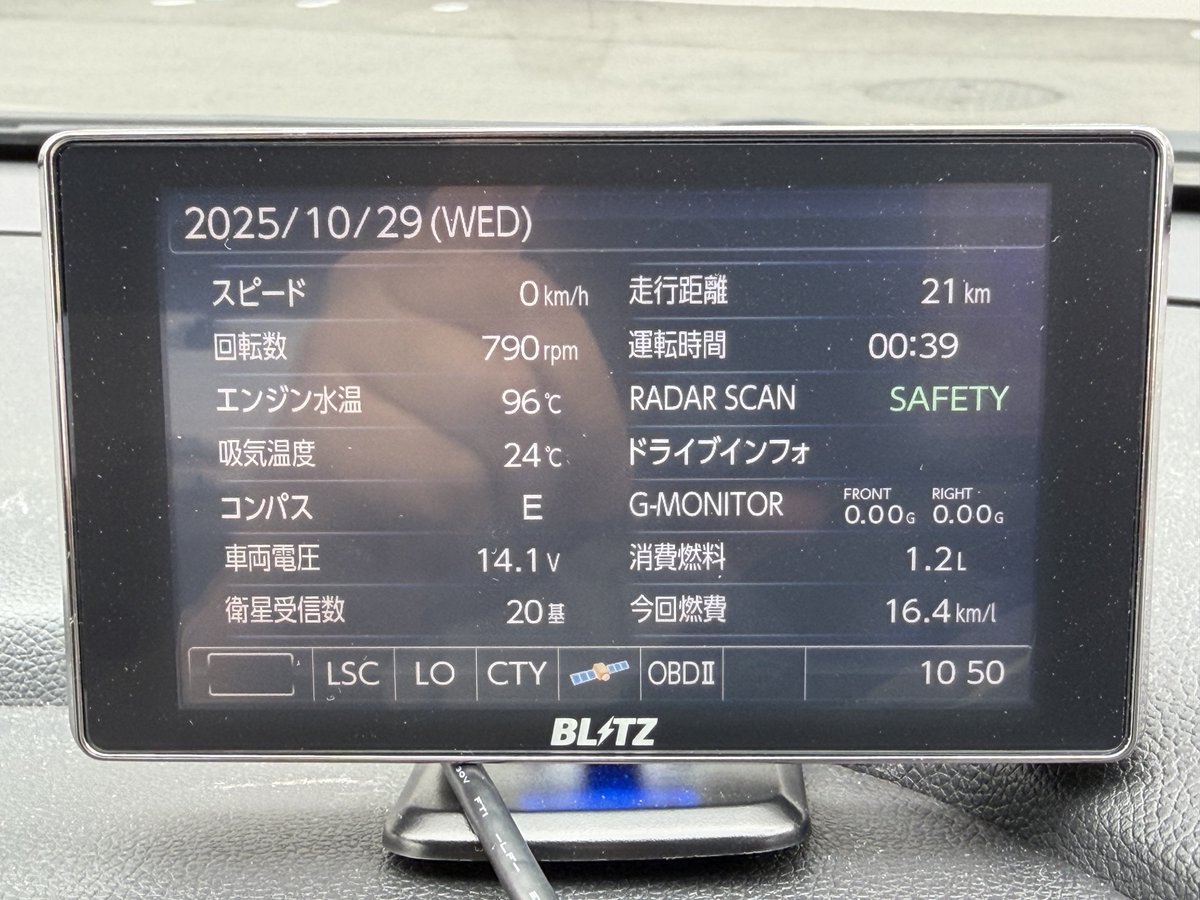 2025/10/29(WED)
スピード 0km/h
回転数 790rpm
エンジン水温 96℃
吸気温度 24℃
コンパス E
車両電圧 14.1V
衛星受信数 20基
走行距離 21km
運転時間 00:39
RADAR SCAN SAFETY
ドライブインフォ
G-MONITOR FRONT 0.00G RIGHT 0.00G
消費燃料 1.2L
今回燃費 16.4km/l
LSC LO CTY OBDⅡ 10 50
BLITZ
30V FT1 -LF-